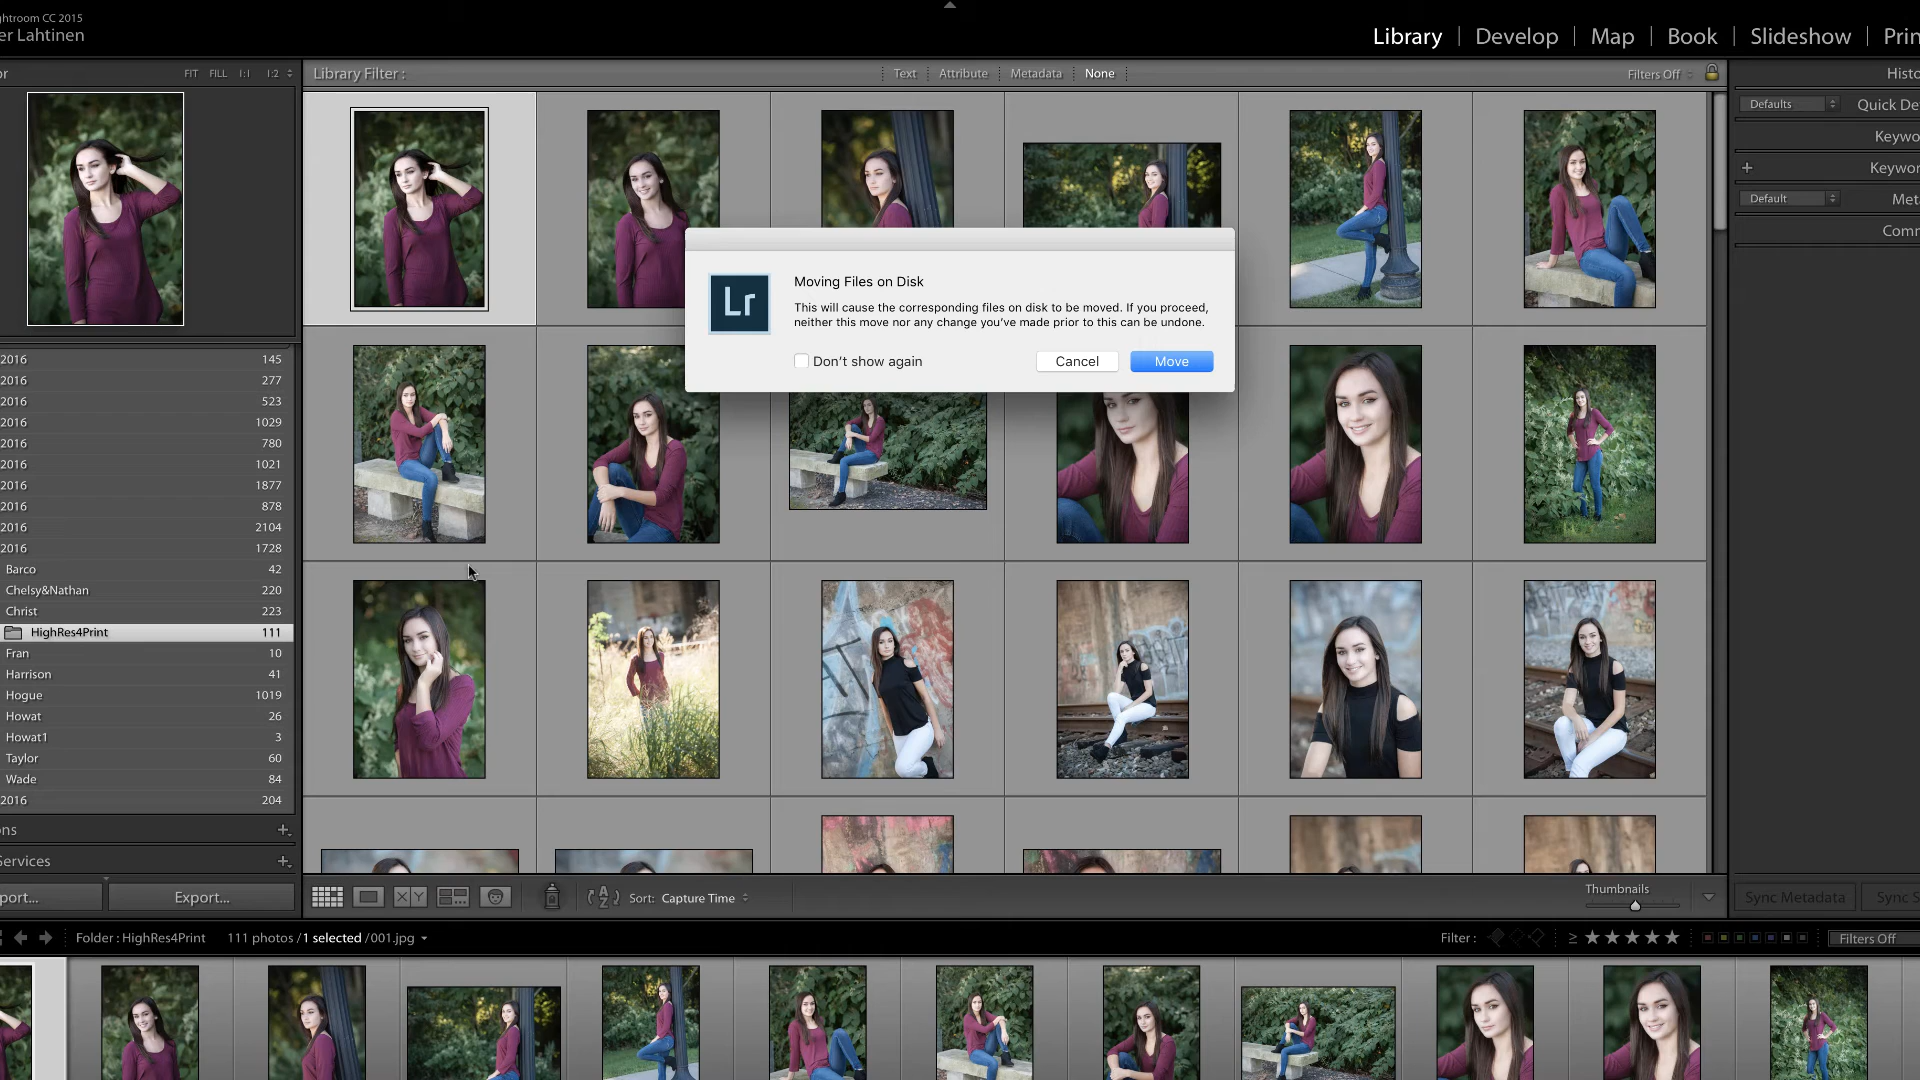 ghtroom CC 2015
er Lahtinen
Library | Develop | Map | Book | Slideshow | Prin
or FIT FILL 1:1 1:2
Library Filter : Text Attribute Metadata None Filters Off
Histo
Defaults Quick De
Keywo
+ Keywor
Default Meta
Comm
Moving Files on Disk
This will cause the corresponding files on disk to be moved. If you proceed,
neither this move nor any change you've made prior to this can be undone.
Don't show again Cancel Move
Lr
2016 145
2016 277
2016 523
2016 1029
2016 780
2016 1021
2016 1877
2016 878
2016 2104
2016 1728
Barco 42
Chelsy&Nathan 220
Christ 223
HighRes4Print 111
Fran 10
Harrison 41
Hogue 1019
Howat 26
Howat1 3
Taylor 60
Wade 84
2016 204
ons +
Services +
port... Export...
XY AZ Sort: Capture Time
Thumbnails
Sync Metadata Sync S
Folder : HighRes4Print 111 photos / 1 selected / 001.jpg
Filter : ≥ ★★★★★ Filters Off